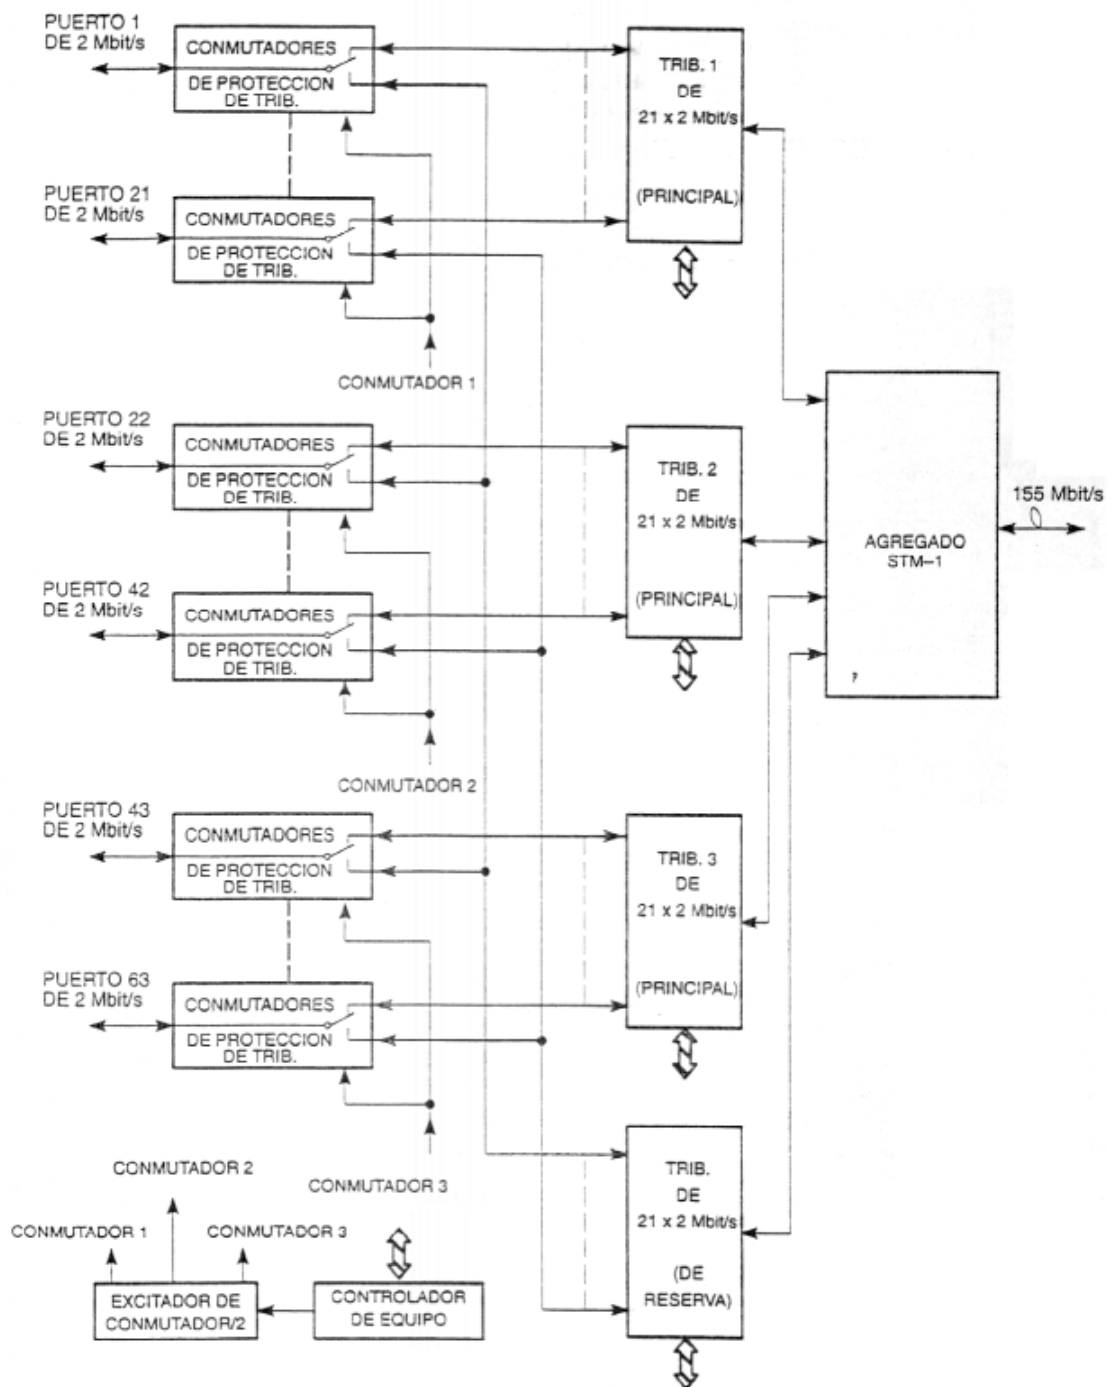 PUERTO 1
DE 2 Mbit/s
CONMUTADORES
DE PROTECCION
DE TRIB.
TRIB. 1
DE
21 x 2 Mbit/s
(PRINCIPAL)
PUERTO 21
DE 2 Mbit/s
CONMUTADORES
DE PROTECCION
DE TRIB.
CONMUTADOR 1
PUERTO 22
DE 2 Mbit/s
CONMUTADORES
DE PROTECCION
DE TRIB.
TRIB. 2
DE
21 x 2 Mbit/s
(PRINCIPAL)
155 Mbit/s
AGREGADO
STM–1
PUERTO 42
DE 2 Mbit/s
CONMUTADORES
DE PROTECCION
DE TRIB.
CONMUTADOR 2
PUERTO 43
DE 2 Mbit/s
CONMUTADORES
DE PROTECCION
DE TRIB.
TRIB. 3
DE
21 x 2 Mbit/s
(PRINCIPAL)
PUERTO 63
DE 2 Mbit/s
CONMUTADORES
DE PROTECCION
DE TRIB.
CONMUTADOR 3
TRIB.
DE
21 x 2 Mbit/s
(DE
RESERVA)
CONMUTADOR 2
CONMUTADOR 1
CONMUTADOR 3
EXCITADOR DE
CONMUTADOR/2
CONTROLADOR
DE EQUIPO